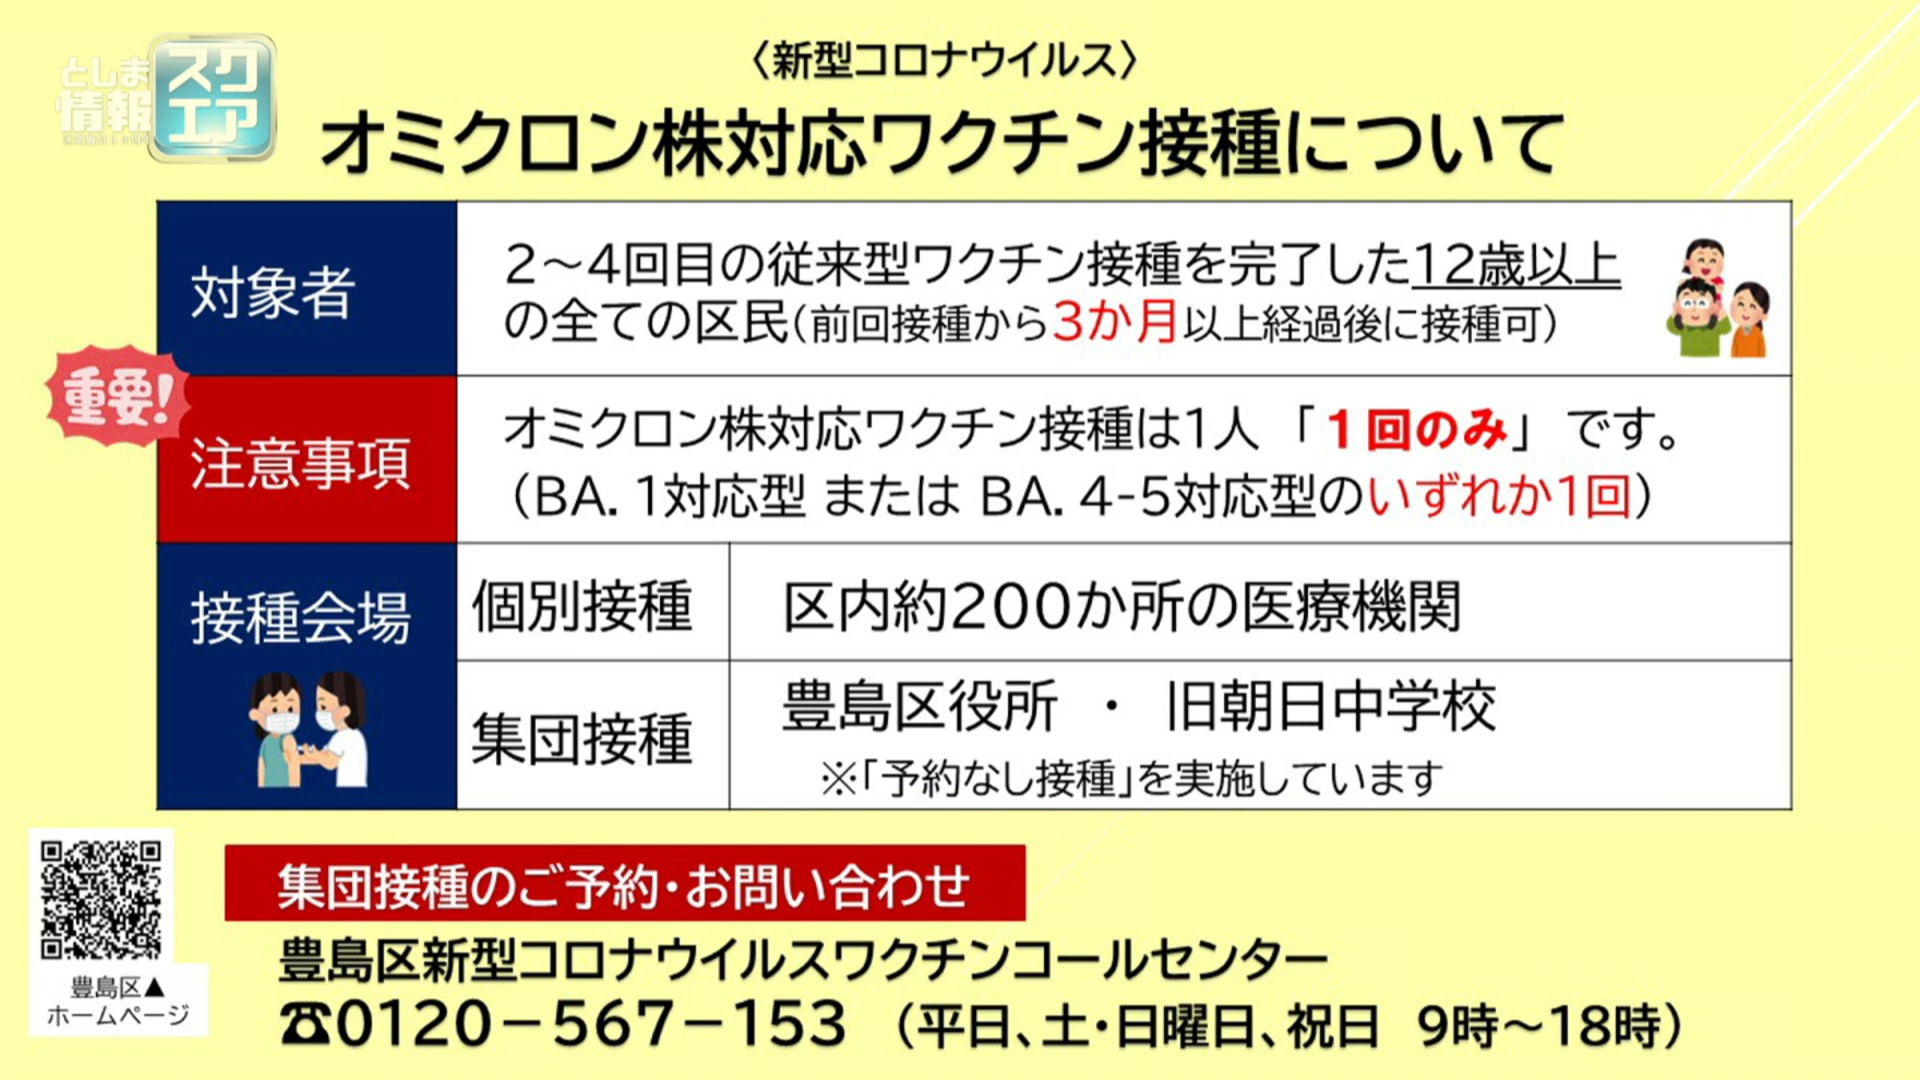 としま
情報
スク
エア
〈新型コロナウイルス〉
オミクロン株対応ワクチン接種について
対象者
2～4回目の従来型ワクチン接種を完了した12歳以上
の全ての区民(前回接種から3か月以上経過後に接種可)
重要!
注意事項
オミクロン株対応ワクチン接種は1人「1回のみ」です。
（BA. 1対応型 または BA. 4-5対応型のいずれか1回）
接種会場
個別接種
区内約200か所の医療機関
集団接種
豊島区役所 ・ 旧朝日中学校
※「予約なし接種」を実施しています
集団接種のご予約・お問い合わせ
豊島区新型コロナウイルスワクチンコールセンター
☎0120－567－153 （平日、土・日曜日、祝日 9時～18時）
豊島区▲
ホームページ